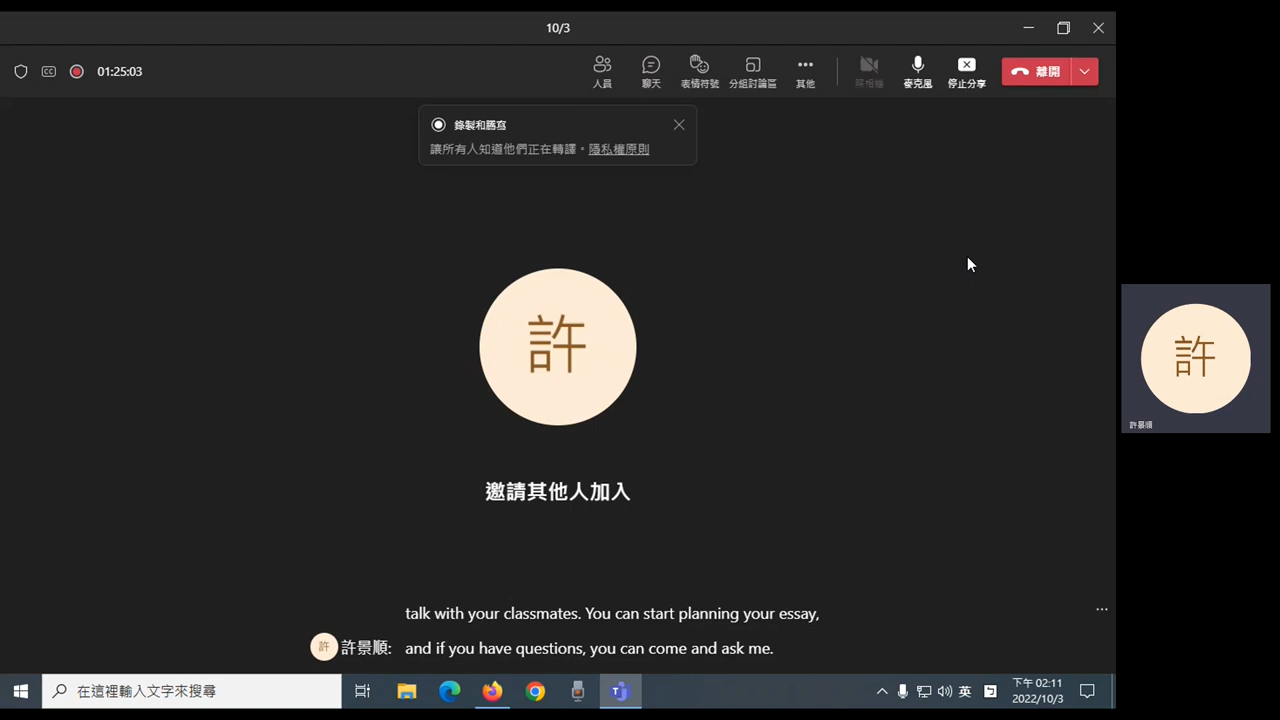 10/3
CC
01:25:03
人員
聊天
表情符號
分組討論區
其他
照相機
麥克風
停止分享
離開
錄製和謄寫
讓所有人知道他們正在轉譯。隱私權原則
許
許
許景順
邀請其他人加入
talk with your classmates. You can start planning your essay,
許
許景順:
and if you have questions, you can come and ask me.
在這裡輸入文字來搜尋
英
ㄅ
下午 02:11
2022/10/3